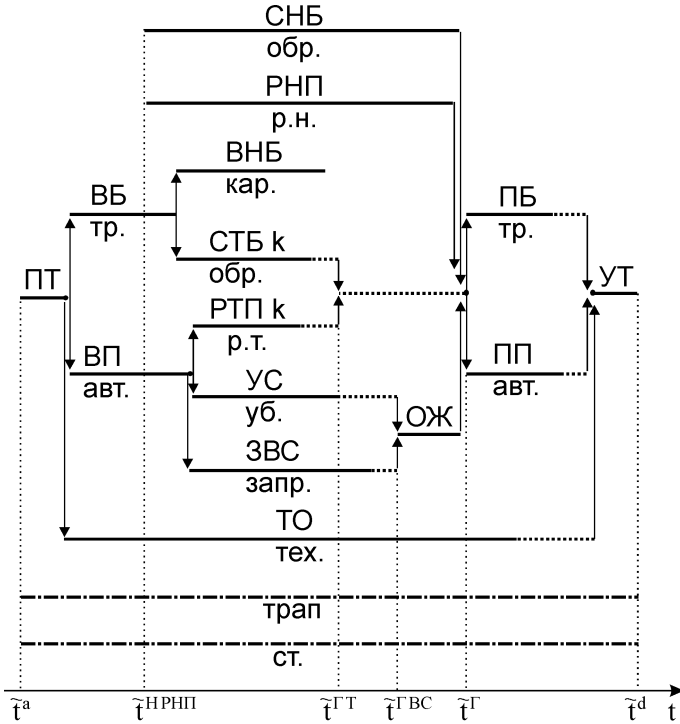 СНБ
обр.
РНП
р.н.
ВНБ
кар.
ВБ
тр.
ПБ
тр.
СТБ k
обр.
ПТ
УТ
РТП k
р.т.
ВП
авт.
ПП
авт.
УС
уб.
ОЖ
ЗВС
запр.
ТО
тех.
трап
ст.
t̃ᵃ t̃ᴴ ᴾᴴᴾ t̃ᴦ ᵀ t̃ᴦ ᴮᶜ t̃ᴦ t̃ᵈ t